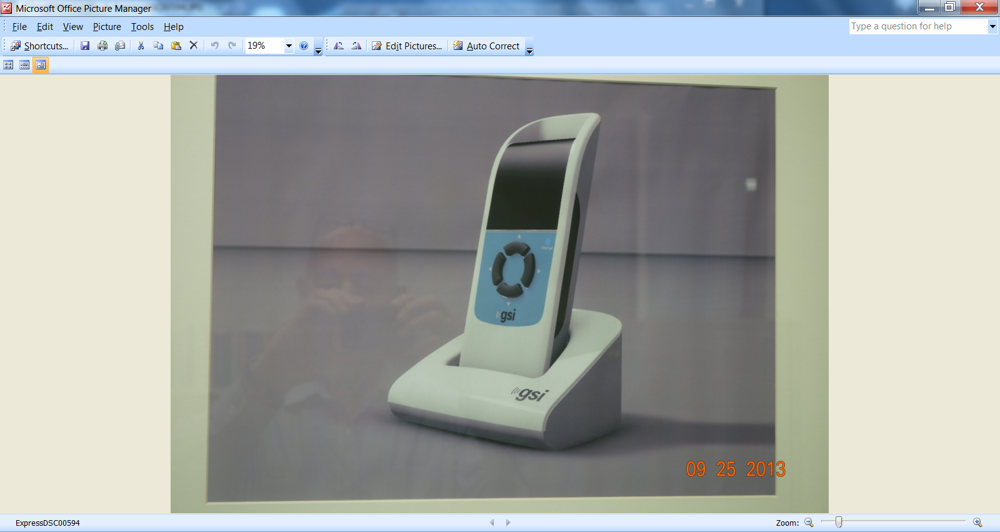 Microsoft Office Picture Manager
File Edit View Picture Tools Help
Type a question for help
Shortcuts... 19% Edit Pictures... Auto Correct
Charge
gsi
gsi
09 25 2013
ExpressDSC00594
Zoom: